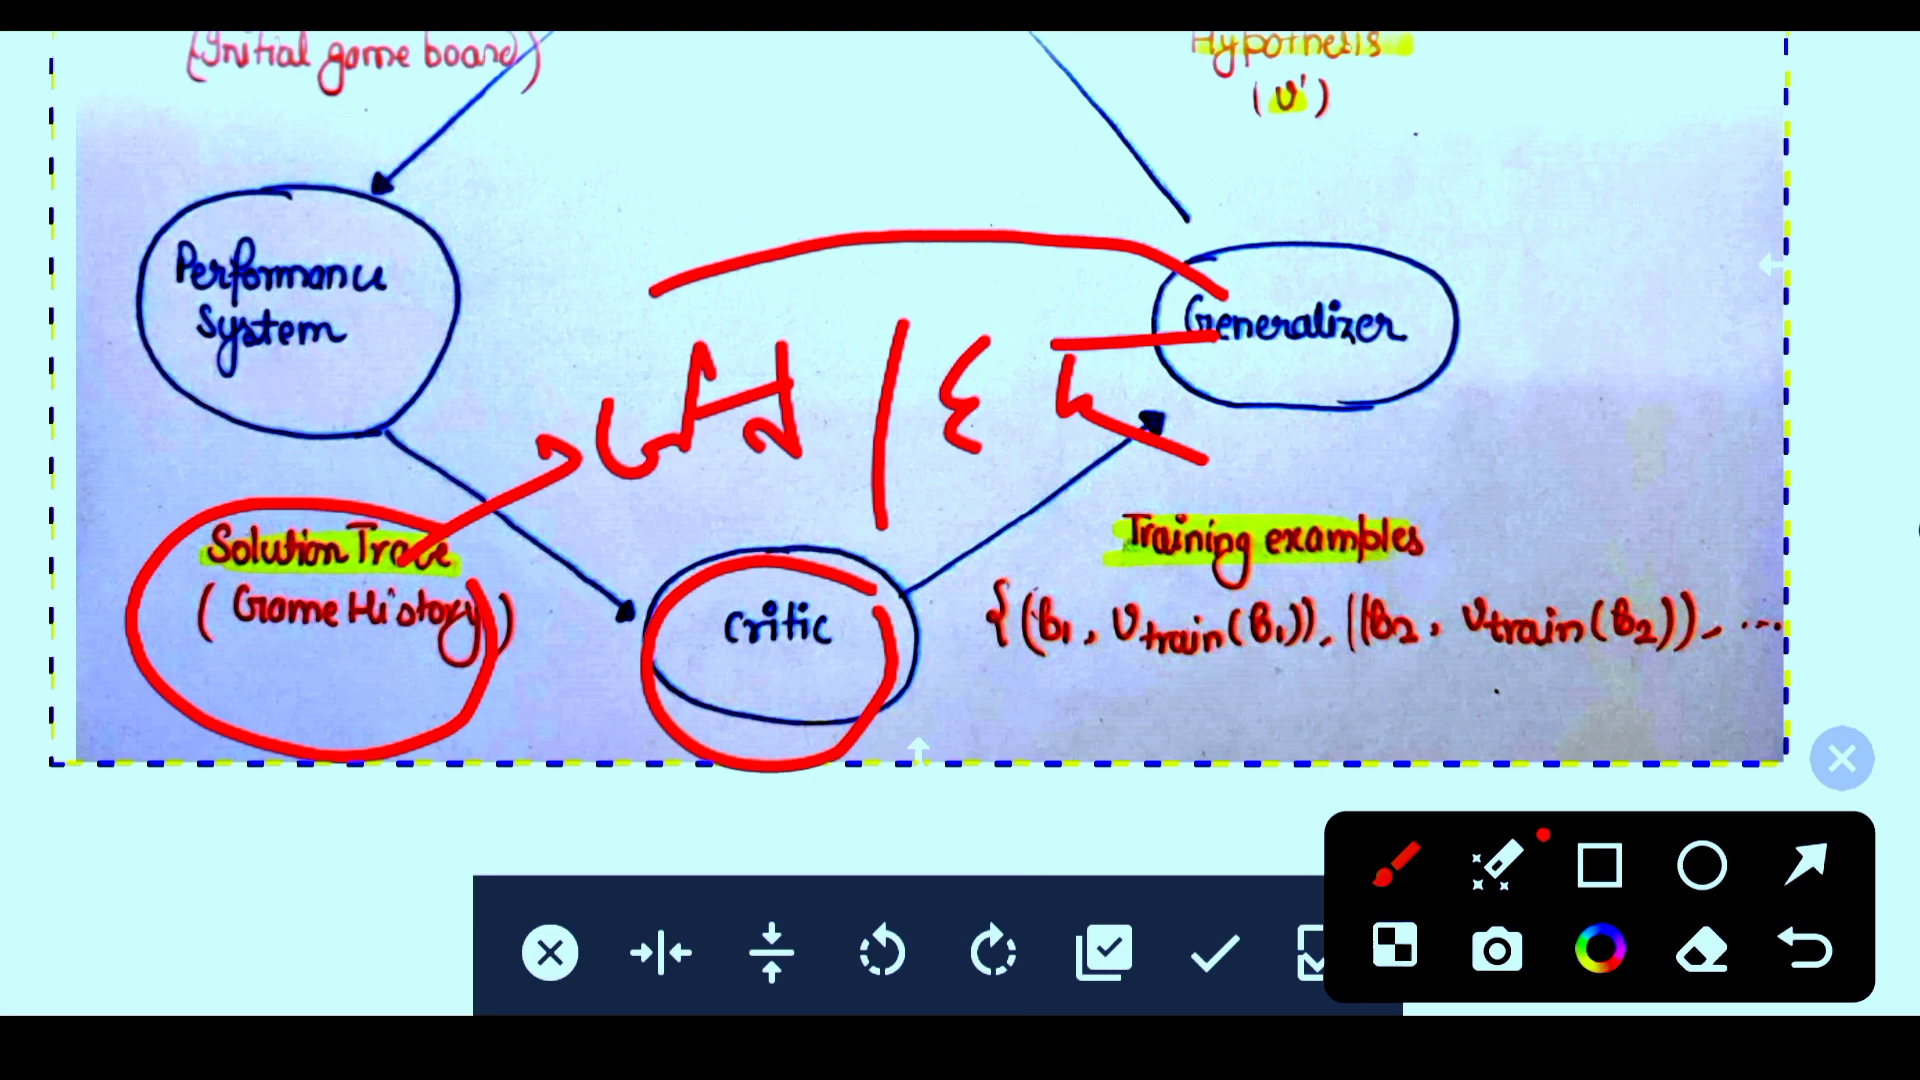 (Initial game board)
Hypothesis
(v')
Performance
System
Generalizer
Solution Trace
(Game History)
Critic
Training examples
{(b1, vtrain(b1)), ((b2, vtrain(b2)), ...